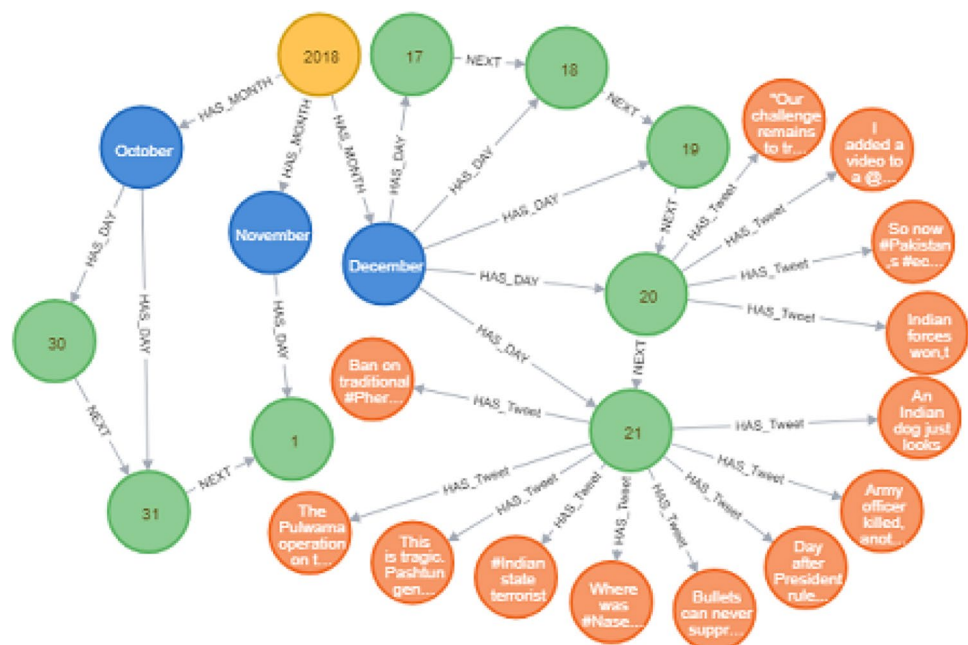 2018
17
18
19
20
21
October
November
December
30
31
1
HAS_MONTH
HAS_MONTH
HAS_MONTH
HAS_DAY
HAS_DAY
HAS_DAY
HAS_DAY
HAS_DAY
HAS_DAY
HAS_DAY
HAS_DAY
NEXT
NEXT
NEXT
NEXT
NEXT
NEXT
HAS_Tweet
HAS_Tweet
HAS_Tweet
HAS_Tweet
HAS_Tweet
HAS_Tweet
HAS_Tweet
HAS_Tweet
HAS_Tweet
HAS_Tweet
HAS_Tweet
HAS_Tweet
HAS_Tweet
"Our
challenge
remains
to tr...
I
added a
video to
a @...
So now
#Pakistan
,s #ec...
Indian
forces
won,t
An
Indian
dog just
looks
Army
officer
killed,
anot...
Day
after
President
rule...
Bullets
can never
suppr...
Where
was
#Nase...
#Indian
state
terrorist
This
is tragic.
Pashtun
gen...
The
Pulwama
operation
on t...
Ban on
traditional
#Pher...